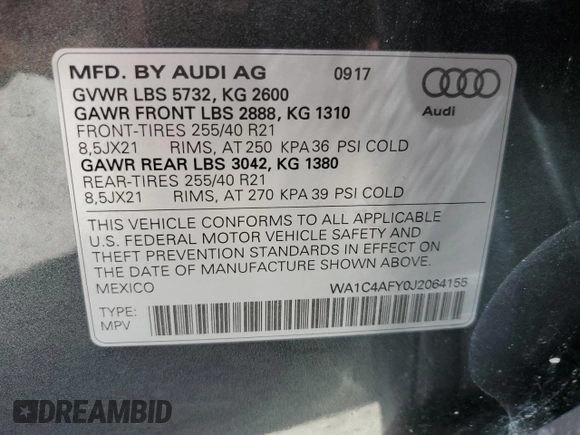 MFD. BY AUDI AG 0917
GVWR LBS 5732, KG 2600
GAWR FRONT LBS 2888, KG 1310
FRONT-TIRES 255/40 R21
8,5JX21 RIMS, AT 250 KPA 36 PSI COLD
GAWR REAR LBS 3042, KG 1380
REAR-TIRES 255/40 R21
8,5JX21 RIMS, AT 270 KPA 39 PSI COLD
Audi
THIS VEHICLE CONFORMS TO ALL APPLICABLE
U.S. FEDERAL MOTOR VEHICLE SAFETY AND
THEFT PREVENTION STANDARDS IN EFFECT ON
THE DATE OF MANUFACTURE SHOWN ABOVE.
MEXICO WA1C4AFY0J2064155
TYPE:
MPV
DREAMBID